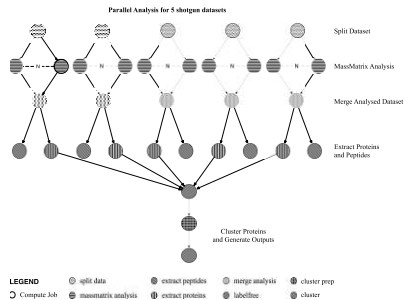 Parallel Analysis for 5 shotgun datasets
Split Dataset
N N N N N
MassMatrix Analysis
Merge Analysed Dataset
Extract Proteins
and Peptides
Cluster Proteins
and Generate Outputs
LEGEND
split data extract peptides merge analysis cluster prep
Compute Job massmatrix analysis extract proteins labelfree cluster